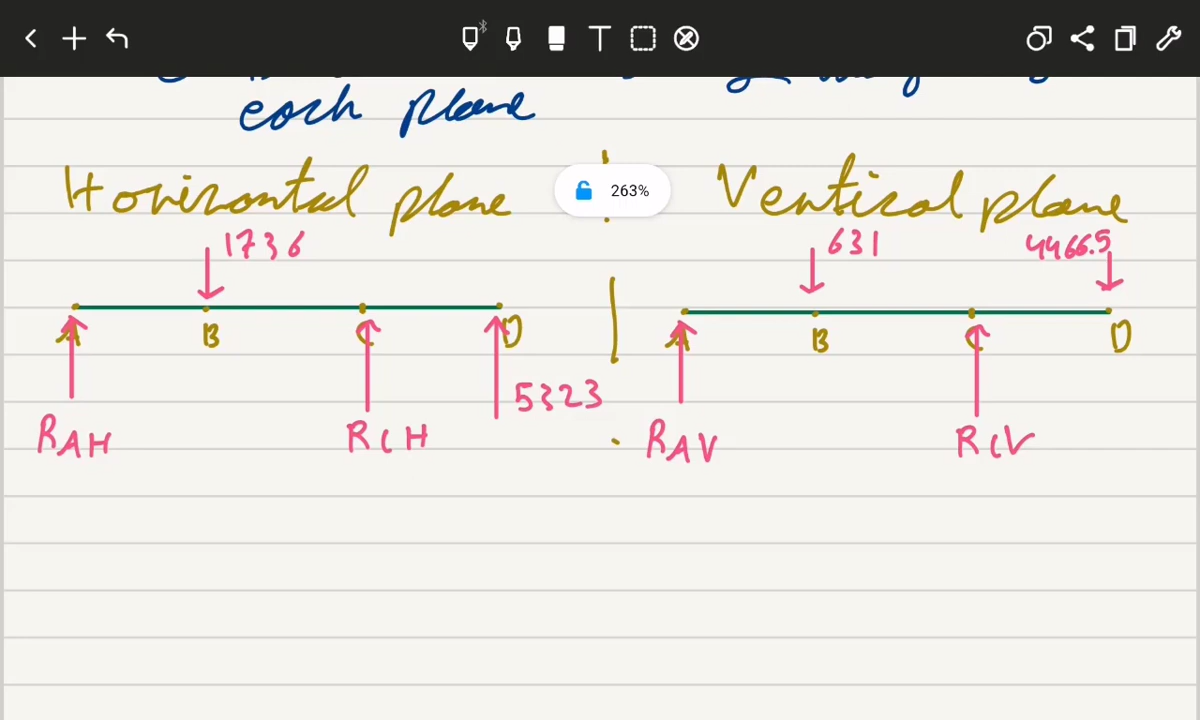 each plane
263%
Horizontal plane
Vertical plane
1736
631
4466.5
A B C D
A B C D
5323
RAH
RCH
RAV
RCV